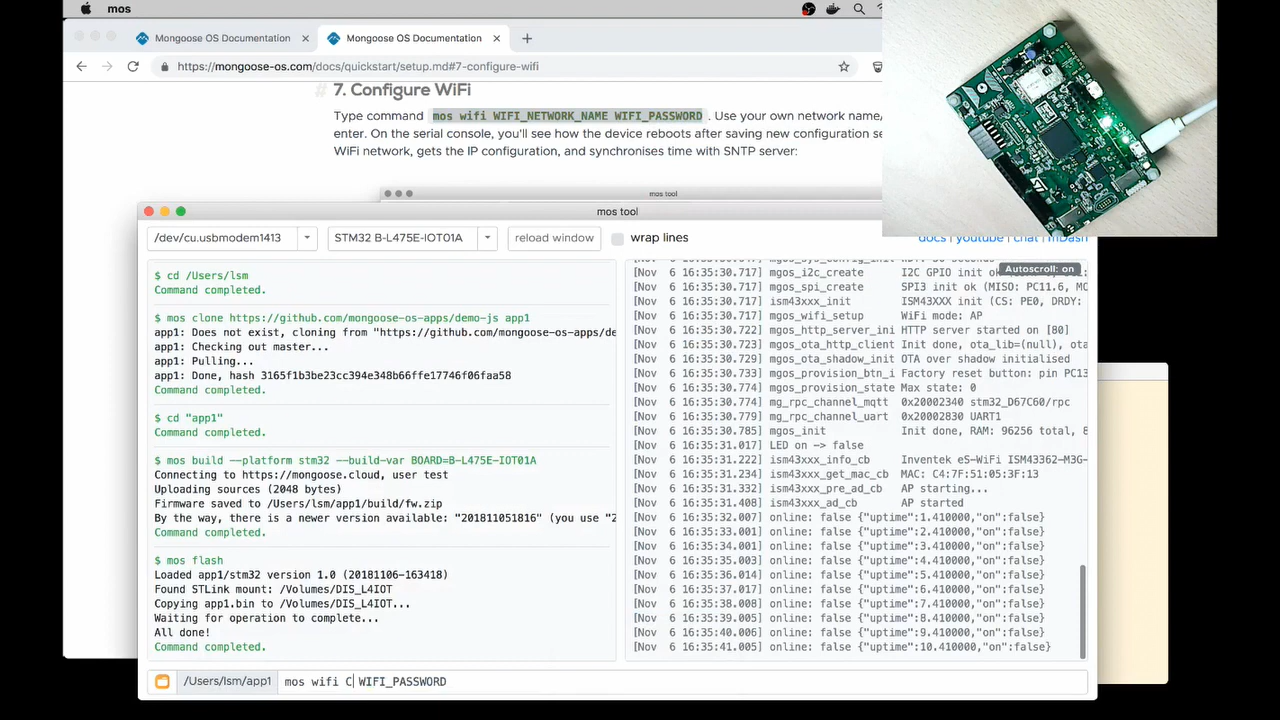 mos
Mongoose OS Documentation
Mongoose OS Documentation
https://mongoose-os.com/docs/quickstart/setup.md#7-configure-wifi
# 7. Configure WiFi
Type command mos wifi WIFI_NETWORK_NAME WIFI_PASSWORD . Use your own network name/
enter. On the serial console, you'll see how the device reboots after saving new configuration se
WiFi network, gets the IP configuration, and synchronises time with SNTP server:
mos tool
mos tool
/dev/cu.usbmodem1413
STM32 B-L475E-IOT01A
reload window
wrap lines
docs / youtube / chat / mDash
$ cd /Users/lsm
Command completed.
$ mos clone https://github.com/mongoose-os-apps/demo-js app1
app1: Does not exist, cloning from "https://github.com/mongoose-os-apps/de
app1: Checking out master...
app1: Pulling...
app1: Done, hash 3165f1b3be23cc394e348b66ffe17746f06faa58
Command completed.
$ cd "app1"
Command completed.
$ mos build --platform stm32 --build-var BOARD=B-L475E-IOT01A
Connecting to https://mongoose.cloud, user test
Uploading sources (2048 bytes)
Firmware saved to /Users/lsm/app1/build/fw.zip
By the way, there is a newer version available: "201811051816" (you use "2
Command completed.
$ mos flash
Loaded app1/stm32 version 1.0 (20181106-163418)
Found STLink mount: /Volumes/DIS_L4IOT
Copying app1.bin to /Volumes/DIS_L4IOT...
Waiting for operation to complete...
All done!
Command completed.
Autoscroll: on
[Nov 6 16:35:30.717] mgos_i2c_create I2C GPIO init ok
[Nov 6 16:35:30.717] mgos_spi_create SPI3 init ok (MISO: PC11.6, MO
[Nov 6 16:35:30.717] ism43xxx_init ISM43XXX init (CS: PE0, DRDY:
[Nov 6 16:35:30.717] mgos_wifi_setup WiFi mode: AP
[Nov 6 16:35:30.722] mgos_http_server_ini HTTP server started on [80]
[Nov 6 16:35:30.723] mgos_ota_http_client Init done, ota_lib=(null), ota
[Nov 6 16:35:30.729] mgos_ota_shadow_init OTA over shadow initialised
[Nov 6 16:35:30.733] mgos_provision_btn_i Factory reset button: pin PC13
[Nov 6 16:35:30.774] mgos_provision_state Max state: 0
[Nov 6 16:35:30.774] mg_rpc_channel_mqtt 0x20002340 stm32_D67C60/rpc
[Nov 6 16:35:30.779] mg_rpc_channel_uart 0x20002830 UART1
[Nov 6 16:35:30.785] mgos_init Init done, RAM: 96256 total, 8
[Nov 6 16:35:31.017] LED on -> false
[Nov 6 16:35:31.222] ism43xxx_info_cb Inventek eS-WiFi ISM43362-M3G-
[Nov 6 16:35:31.234] ism43xxx_get_mac_cb MAC: C4:7F:51:05:3F:13
[Nov 6 16:35:31.332] ism43xxx_pre_ad_cb AP starting...
[Nov 6 16:35:31.408] ism43xxx_ad_cb AP started
[Nov 6 16:35:32.007] online: false {"uptime":1.410000,"on":false}
[Nov 6 16:35:33.001] online: false {"uptime":2.410000,"on":false}
[Nov 6 16:35:34.001] online: false {"uptime":3.410000,"on":false}
[Nov 6 16:35:35.003] online: false {"uptime":4.410000,"on":false}
[Nov 6 16:35:36.014] online: false {"uptime":5.410000,"on":false}
[Nov 6 16:35:37.017] online: false {"uptime":6.410000,"on":false}
[Nov 6 16:35:38.008] online: false {"uptime":7.410000,"on":false}
[Nov 6 16:35:39.005] online: false {"uptime":8.410000,"on":false}
[Nov 6 16:35:40.006] online: false {"uptime":9.410000,"on":false}
[Nov 6 16:35:41.005] online: false {"uptime":10.410000,"on":false}
/Users/lsm/app1
mos wifi C WIFI_PASSWORD